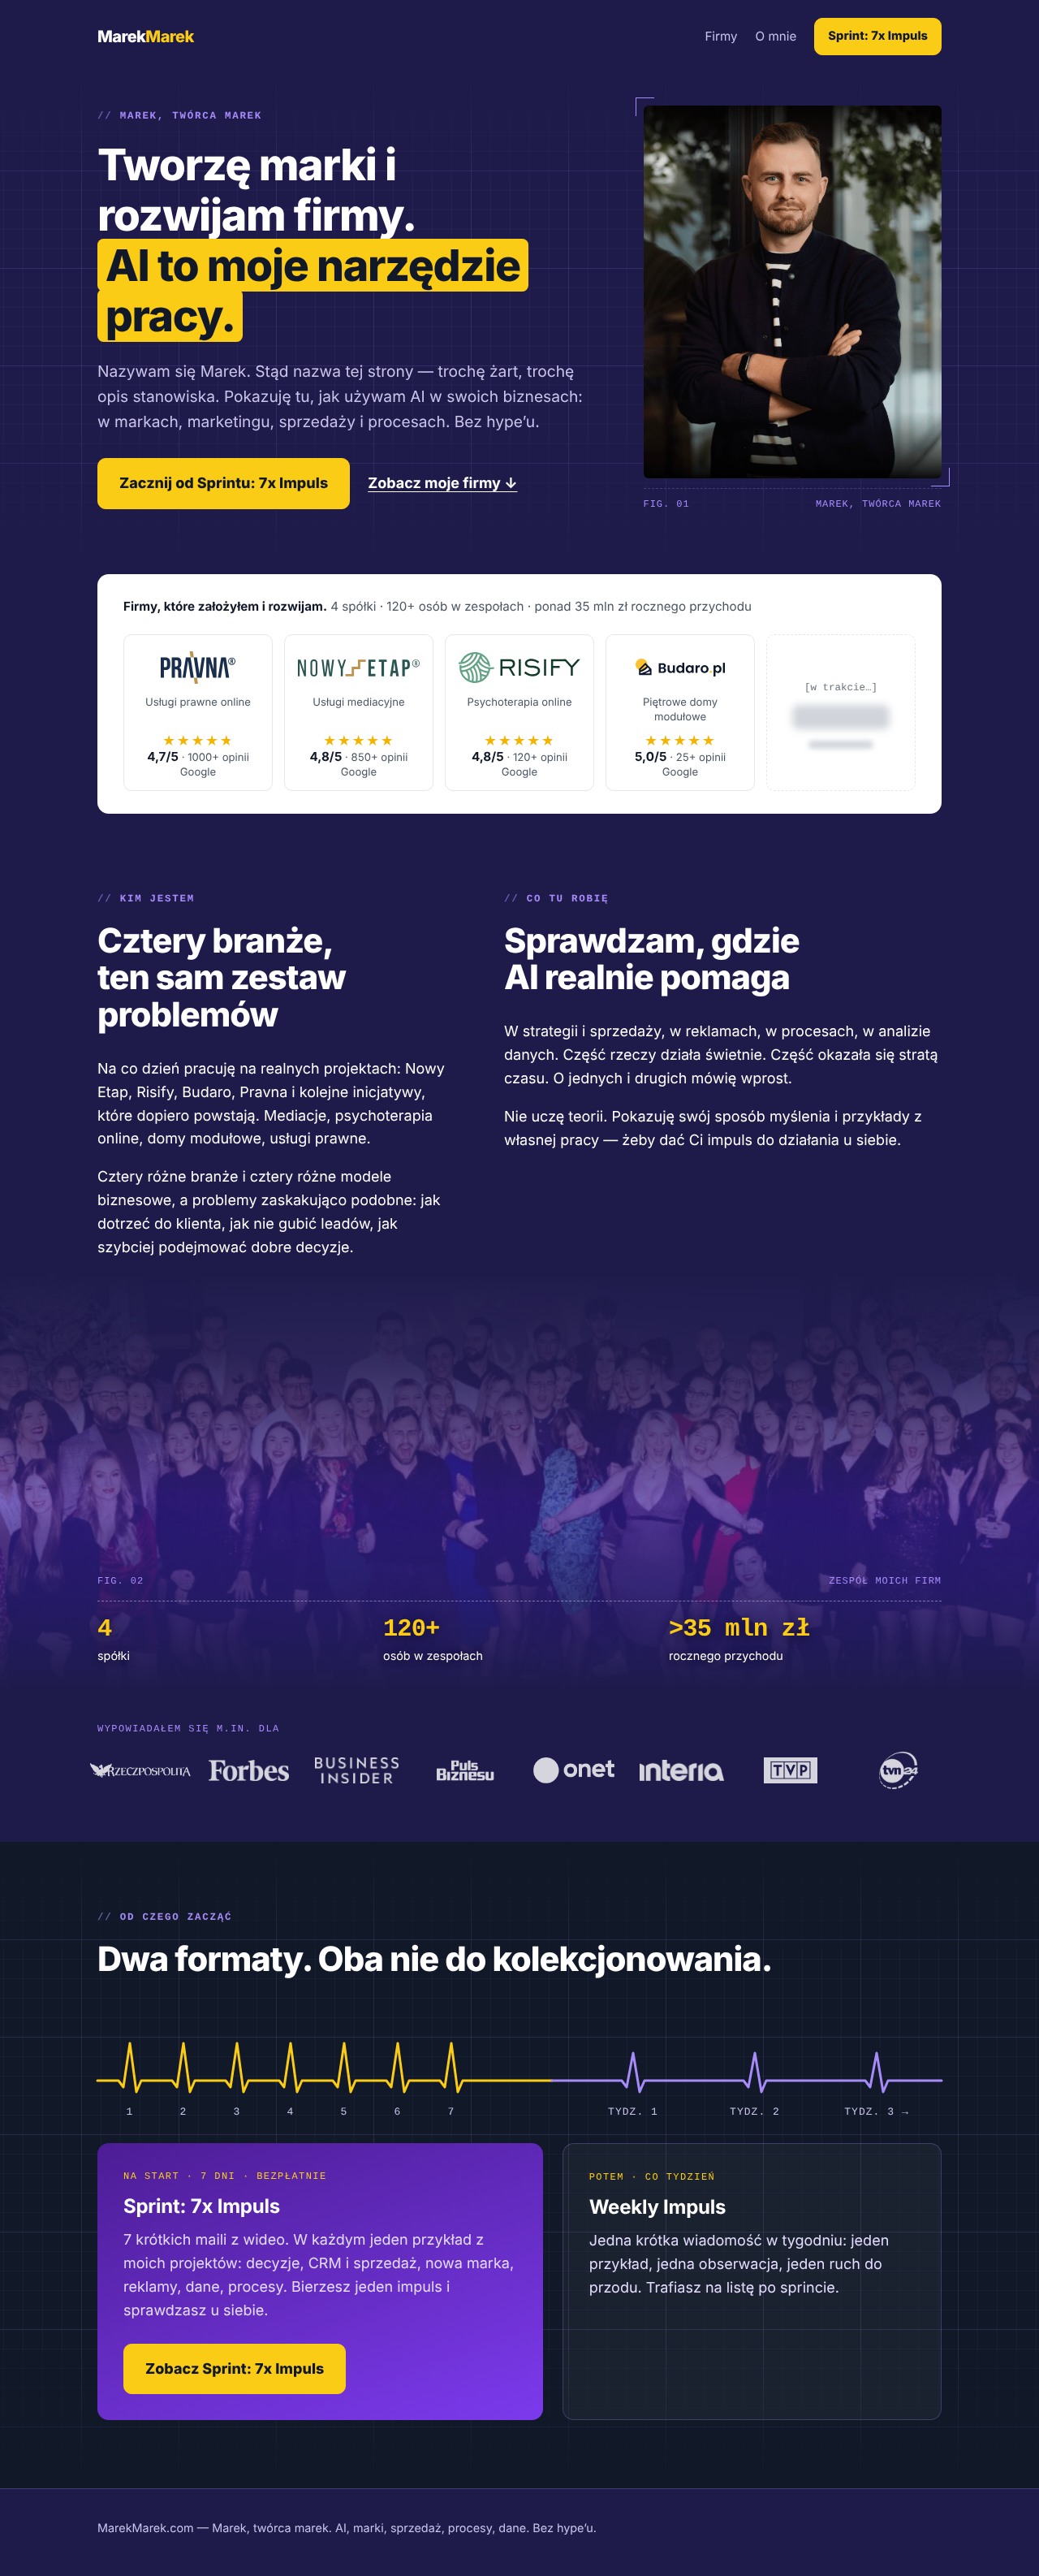 MarekMarek
Firmy
O mnie
Sprint: 7x Impuls
// MAREK, TWÓRCA MAREK
Tworzę marki i
rozwijam firmy.
AI to moje narzędzie
pracy.
Nazywam się Marek. Stąd nazwa tej strony — trochę żart, trochę
opis stanowiska. Pokazuję tu, jak używam AI w swoich biznesach:
w markach, marketingu, sprzedaży i procesach. Bez hype’u.
Zacznij od Sprintu: 7x Impuls
Zobacz moje firmy ↓
FIG. 01
MAREK, TWÓRCA MAREK
Firmy, które założyłem i rozwijam. 4 spółki · 120+ osób w zespołach · ponad 35 mln zł rocznego przychodu
PRAVNA®
Usługi prawne online
★★★★★
4,7/5 · 1000+ opinii
Google
NOWY ETAP®
Usługi mediacyjne
★★★★★
4,8/5 · 850+ opinii
Google
RISIFY
Psychoterapia online
★★★★★
4,8/5 · 120+ opinii
Google
Budaro.pl
Piętrowe domy
modułowe
★★★★★
5,0/5 · 25+ opinii
Google
[w trakcie…]
// KIM JESTEM
Cztery branże,
ten sam zestaw
problemów
Na co dzień pracuję na realnych projektach: Nowy
Etap, Risify, Budaro, Pravna i kolejne inicjatywy,
które dopiero powstają. Mediacje, psychoterapia
online, domy modułowe, usługi prawne.
Cztery różne branże i cztery różne modele
biznesowe, a problemy zaskakująco podobne: jak
dotrzeć do klienta, jak nie gubić leadów, jak
szybciej podejmować dobre decyzje.
// CO TU ROBIĘ
Sprawdzam, gdzie
AI realnie pomaga
W strategii i sprzedaży, w reklamach, w procesach, w analizie
danych. Część rzeczy działa świetnie. Część okazała się stratą
czasu. O jednych i drugich mówię wprost.
Nie uczę teorii. Pokazuję swój sposób myślenia i przykłady z
własnej pracy — żeby dać Ci impuls do działania u siebie.
FIG. 02
ZESPÓŁ MOICH FIRM
4
spółki
120+
osób w zespołach
>35 mln zł
rocznego przychodu
WYPOWIADAŁEM SIĘ M.IN. DLA
RZECZPOSPOLITA
Forbes
BUSINESS
INSIDER
Puls
Biznesu
onet
interia
TVP
tvn24
// OD CZEGO ZACZĄĆ
Dwa formaty. Oba nie do kolekcjonowania.
1
2
3
4
5
6
7
TYDZ. 1
TYDZ. 2
TYDZ. 3 →
NA START · 7 DNI · BEZPŁATNIE
Sprint: 7x Impuls
7 krótkich maili z wideo. W każdym jeden przykład z
moich projektów: decyzje, CRM i sprzedaż, nowa marka,
reklamy, dane, procesy. Bierzesz jeden impuls i
sprawdzasz u siebie.
Zobacz Sprint: 7x Impuls
POTEM · CO TYDZIEŃ
Weekly Impuls
Jedna krótka wiadomość w tygodniu: jeden
przykład, jedna obserwacja, jeden ruch do
przodu. Trafiasz na listę po sprincie.
MarekMarek.com — Marek, twórca marek. AI, marki, sprzedaż, procesy, dane. Bez hype’u.